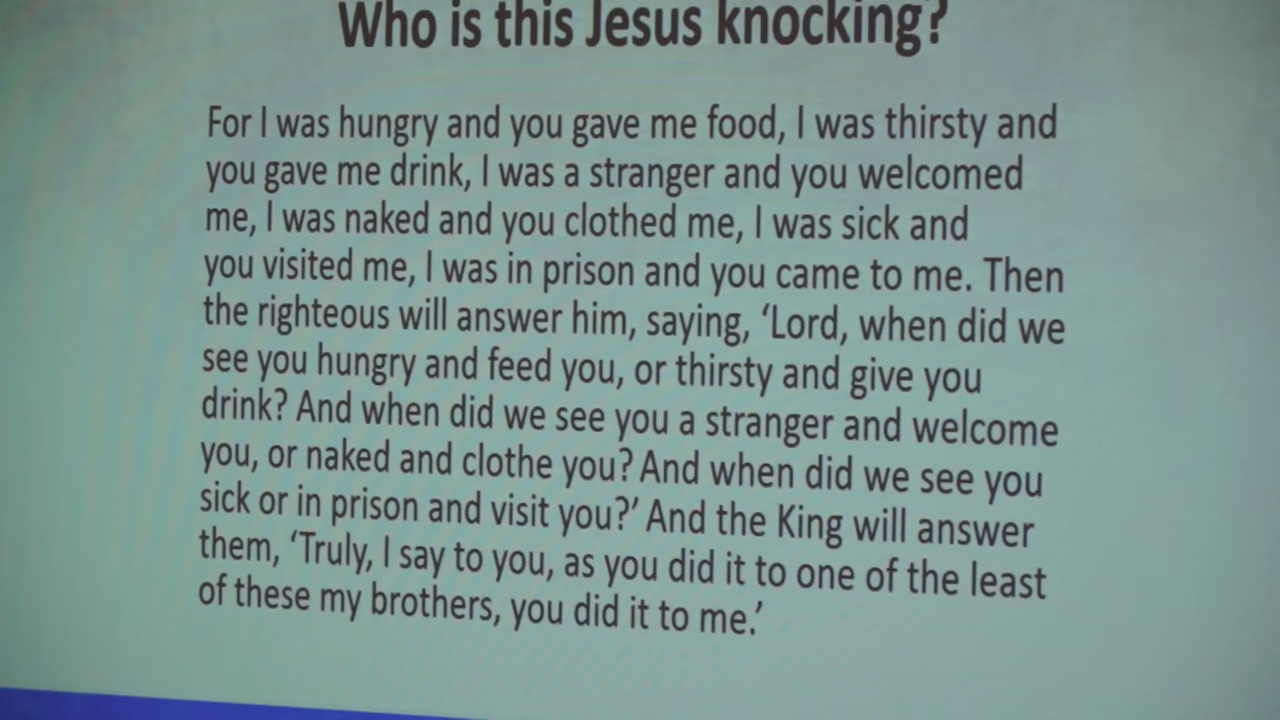 Who is this Jesus knocking?
For I was hungry and you gave me food, I was thirsty and
you gave me drink, I was a stranger and you welcomed
me, I was naked and you clothed me, I was sick and
you visited me, I was in prison and you came to me. Then
the righteous will answer him, saying, ‘Lord, when did we
see you hungry and feed you, or thirsty and give you
drink? And when did we see you a stranger and welcome
you, or naked and clothe you? And when did we see you
sick or in prison and visit you?’ And the King will answer
them, ‘Truly, I say to you, as you did it to one of the least
of these my brothers, you did it to me.’